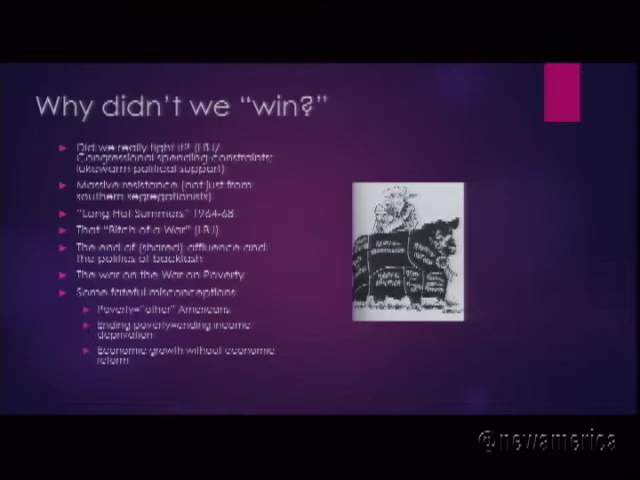 Why didn't we "win?"
Did we really fight it? (LBJ/
Congressional spending constraints;
lukewarm political support)
Massive resistance (not just from
southern segregationists)
"Long Hot Summers" 1964-68
That "Bitch of a War" (LBJ)
The end of (shared) affluence and
the politics of backlash
The war on the War on Poverty
Some fateful misconceptions
Poverty="other" Americans
Ending poverty=ending income
deprivation
Economic growth without economic
reform
@newamerica